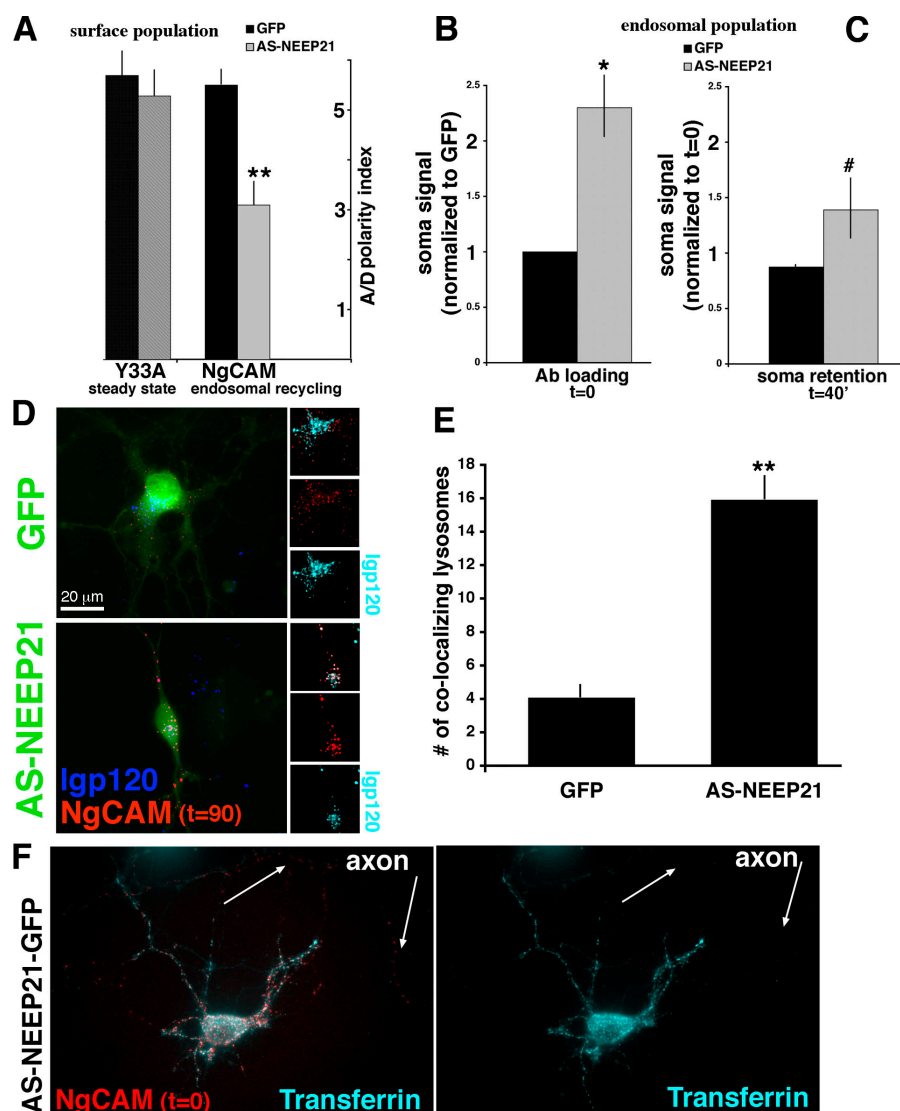 A
surface population
GFP
AS-NEEP21
5
3
1
A/D polarity index
**
Y33A
steady state
NgCAM
endosomal recycling
B
endosomal population
C
GFP
AS-NEEP21
soma signal
(normalized to GFP)
2.5
2
1.5
1
0.5
0
*
Ab loading
t=0
soma signal
(normalized to t=0)
2.5
2
1.5
1
0.5
0
#
soma retention
t=40'
D
GFP
20 μm
lgp120
AS-NEEP21
lgp120
NgCAM (t=90)
lgp120
E
# of co-localizing lysosomes
18
16
14
12
10
8
6
4
2
0
**
GFP
AS-NEEP21
F
AS-NEEP21-GFP
axon
NgCAM (t=0)
Transferrin
axon
Transferrin